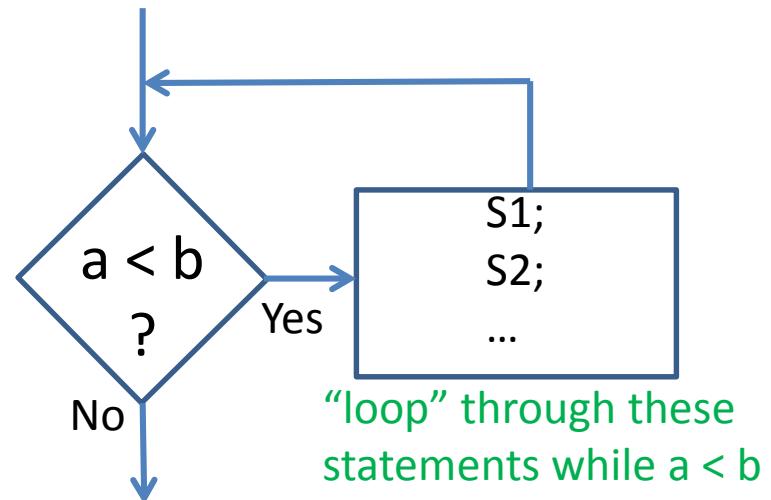 a < b
?
Yes
No
S1;
S2;
...
“loop” through these
statements while a < b